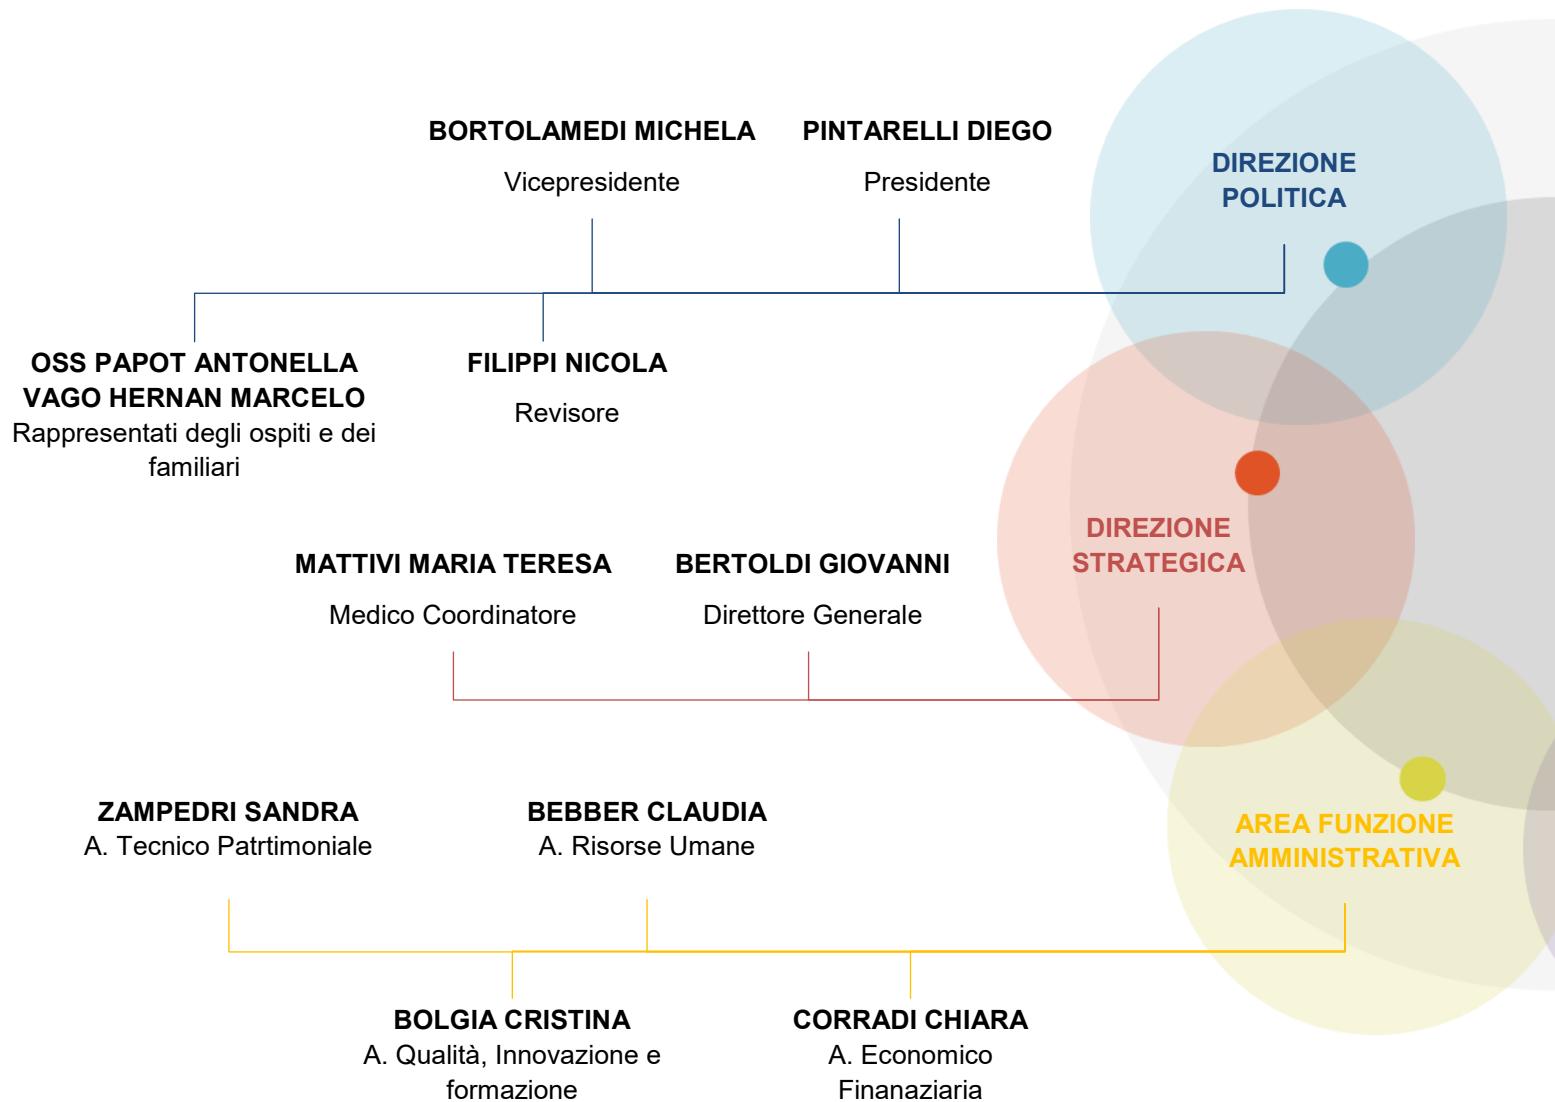 BORTOLAMEDI MICHELA
Vicepresidente
PINTARELLI DIEGO
Presidente
DIREZIONE
POLITICA
OSS PAPOT ANTONELLA
VAGO HERNAN MARCELO
Rappresentati degli ospiti e dei
familiari
FILIPPI NICOLA
Revisore
MATTIVI MARIA TERESA
Medico Coordinatore
BERTOLDI GIOVANNI
Direttore Generale
DIREZIONE
STRATEGICA
ZAMPEDRI SANDRA
A. Tecnico Patrtimoniale
BEBBER CLAUDIA
A. Risorse Umane
AREA FUNZIONE
AMMINISTRATIVA
BOLGIA CRISTINA
A. Qualità, Innovazione e
formazione
CORRADI CHIARA
A. Economico
Finanaziaria